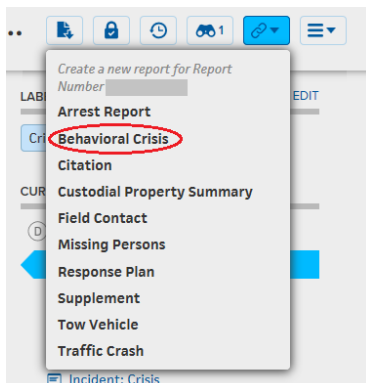 1
Create a new report for Report
Number
LAB
EDIT
Arrest Report
Cri
Behavioral Crisis
Citation
CUR
Custodial Property Summary
Field Contact
D
Missing Persons
Response Plan
Supplement
Tow Vehicle
Traffic Crash
Incident: Crisis